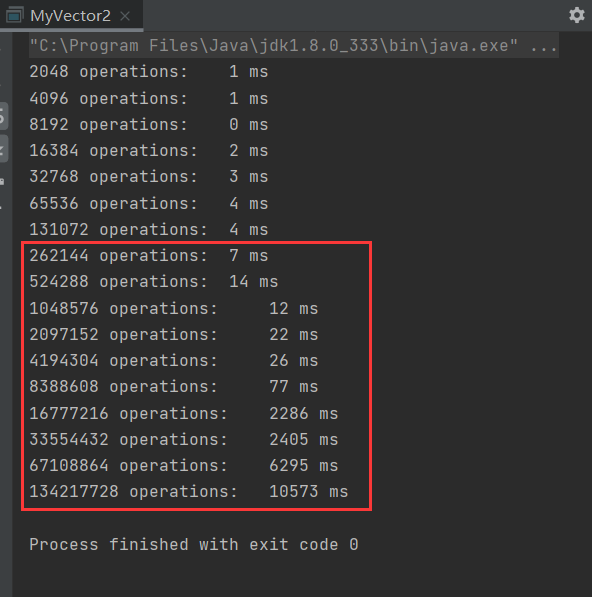 MyVector2
"C:\Program Files\Java\jdk1.8.0_333\bin\java.exe" ...
2048 operations:    1 ms
4096 operations:    1 ms
8192 operations:    0 ms
16384 operations:   2 ms
32768 operations:   3 ms
65536 operations:   4 ms
131072 operations:  4 ms
262144 operations:  7 ms
524288 operations:  14 ms
1048576 operations:     12 ms
2097152 operations:     22 ms
4194304 operations:     26 ms
8388608 operations:     77 ms
16777216 operations:    2286 ms
33554432 operations:    2405 ms
67108864 operations:    6295 ms
134217728 operations:   10573 ms
Process finished with exit code 0